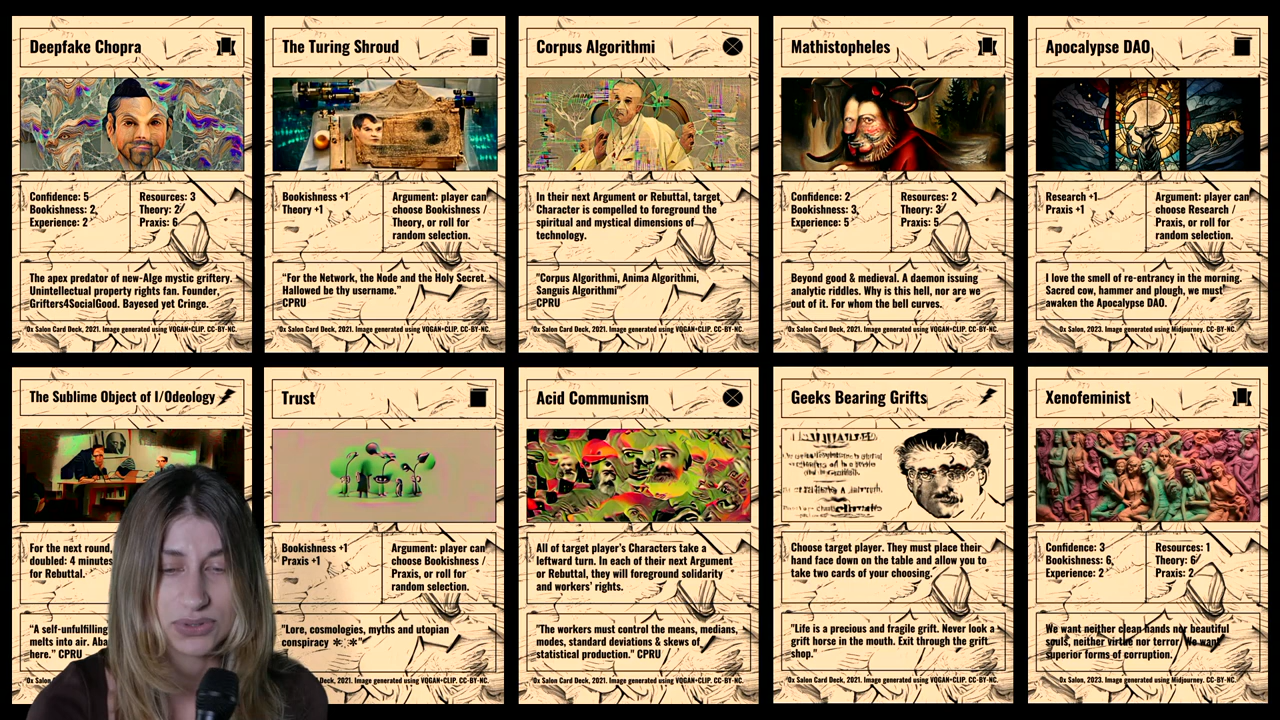 Deepfake Chopra
Confidence: 5
Bookishness: 2,
Experience: 2
Resources: 3
Theory: 2
Praxis: 6
The apex predator of new-AIge mystic griftery.
Unintellectual property rights fan. Founder,
Grifters4SocialGood. Bayesed yet Cringe.
0x Salon Card Deck, 2021. Image generated using VQGAN+CLIP. CC-BY-NC.
The Turing Shroud
Bookishness +1
Theory +1
Argument: player can
choose Bookishness /
Theory, or roll for
random selection.
“For the Network, the Node and the Holy Secret.
Hallowed be thy username.”
CPRU
0x Salon Card Deck, 2021. Image generated using VQGAN+CLIP. CC-BY-NC.
Corpus Algorithmi
In their next Argument or Rebuttal, target
Character is compelled to foreground the
spiritual and mystical dimensions of
technology.
"Corpus Algorithmi, Anima Algorithmi,
Sanguis Algorithmi"
CPRU
0x Salon Card Deck, 2021. Image generated using VQGAN+CLIP. CC-BY-NC.
Mathistopheles
Confidence: 2
Bookishness: 3,
Experience: 5
Resources: 2
Theory: 3
Praxis: 5
Beyond good & medieval. A daemon issuing
analytic riddles. Why is this hell, nor are we
out of it. For whom the bell curves.
0x Salon Card Deck, 2021. Image generated using VQGAN+CLIP. CC-BY-NC.
Apocalypse DAO
Research +1
Praxis +1
Argument: player can
choose Research /
Praxis, or roll for
random selection.
I love the smell of re-entrancy in the morning.
Sacred cow, hammer and plough, we must
awaken the Apocalypse DAO.
0x Salon, 2023. Image generated using Midjourney. CC-BY-NC.
The Sublime Object of I/Odeology
For the next round,
doubled: 4 minutes
for Rebuttal.
“A self-unfulfilling
melts into air. Aba
here.” CPRU
Trust
Bookishness +1
Praxis +1
Argument: player can
choose Bookishness /
Praxis, or roll for
random selection.
"Lore, cosmologies, myths and utopian
conspiracy
Card Deck, 2021. Image generated using VQGAN+CLIP. CC-BY-NC.
Acid Communism
All of target player's Characters take a
leftward turn. In each of their next Argument
or Rebuttal, they will foreground solidarity
and workers' rights.
"The workers must control the means, medians,
modes, standard deviations & skews of
statistical production." CPRU
0x Salon Card Deck, 2021. Image generated using VQGAN+CLIP. CC-BY-NC.
Geeks Bearing Grifts
Choose target player. They must place their
hand face down on the table and allow you to
take two cards of your choosing.
"Life is a precious and fragile grift. Never look a
grift horse in the mouth. Exit through the grift
shop."
0x Salon Card Deck, 2021. Image generated using VQGAN+CLIP. CC-BY-NC.
Xenofeminist
Confidence: 3
Bookishness: 6,
Experience: 2
Resources: 1
Theory: 6
Praxis: 2
We want neither clean hands nor beautiful
souls, neither virtue nor terror. We want
superior forms of corruption.
0x Salon, 2023. Image generated using Midjourney. CC-BY-NC.